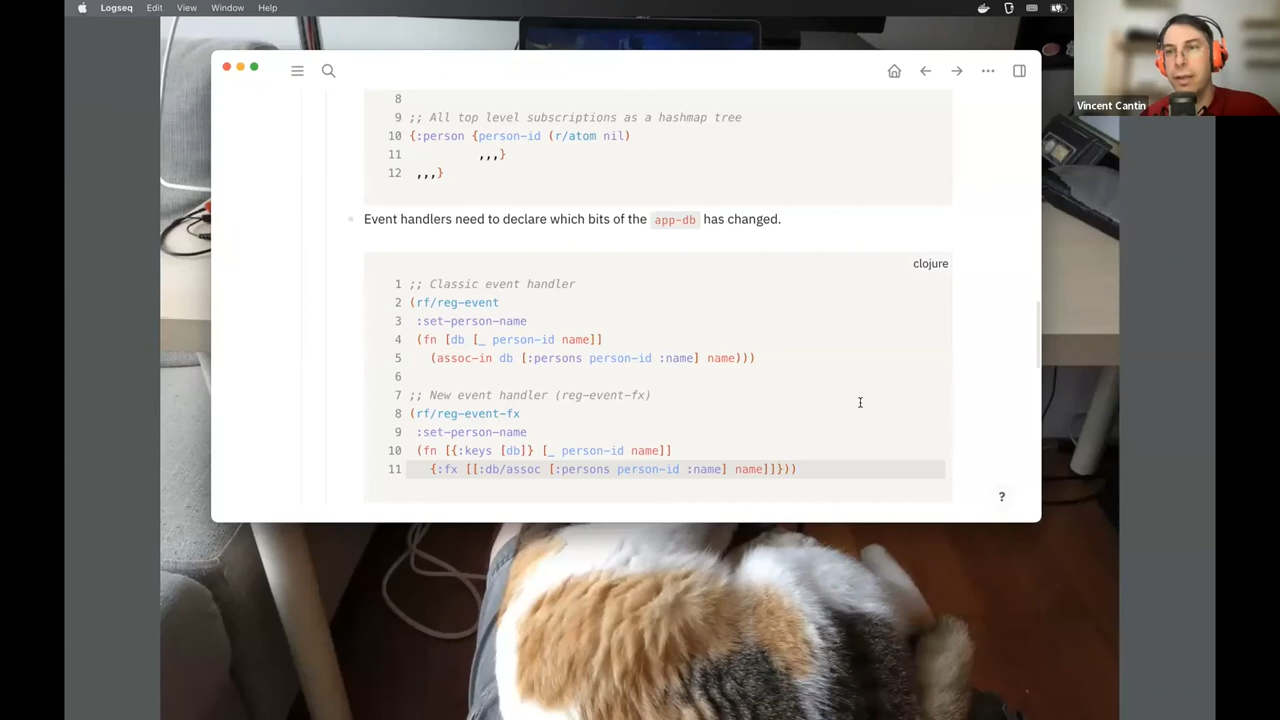 Logseq Edit View Window Help
Vincent Cantin
8
9 ;; All top level subscriptions as a hashmap tree
10 {:person {person-id (r/atom nil)
11 ,,,}
12 ,,,}
Event handlers need to declare which bits of the app-db has changed.
clojure
1 ;; Classic event handler
2 (rf/reg-event
3 :set-person-name
4 (fn [db [_ person-id name]]
5 (assoc-in db [:persons person-id :name] name)))
6
7 ;; New event handler (reg-event-fx)
8 (rf/reg-event-fx
9 :set-person-name
10 (fn [{:keys [db]} [_ person-id name]]
11 {:fx [[:db/assoc [:persons person-id :name] name]]}))
?